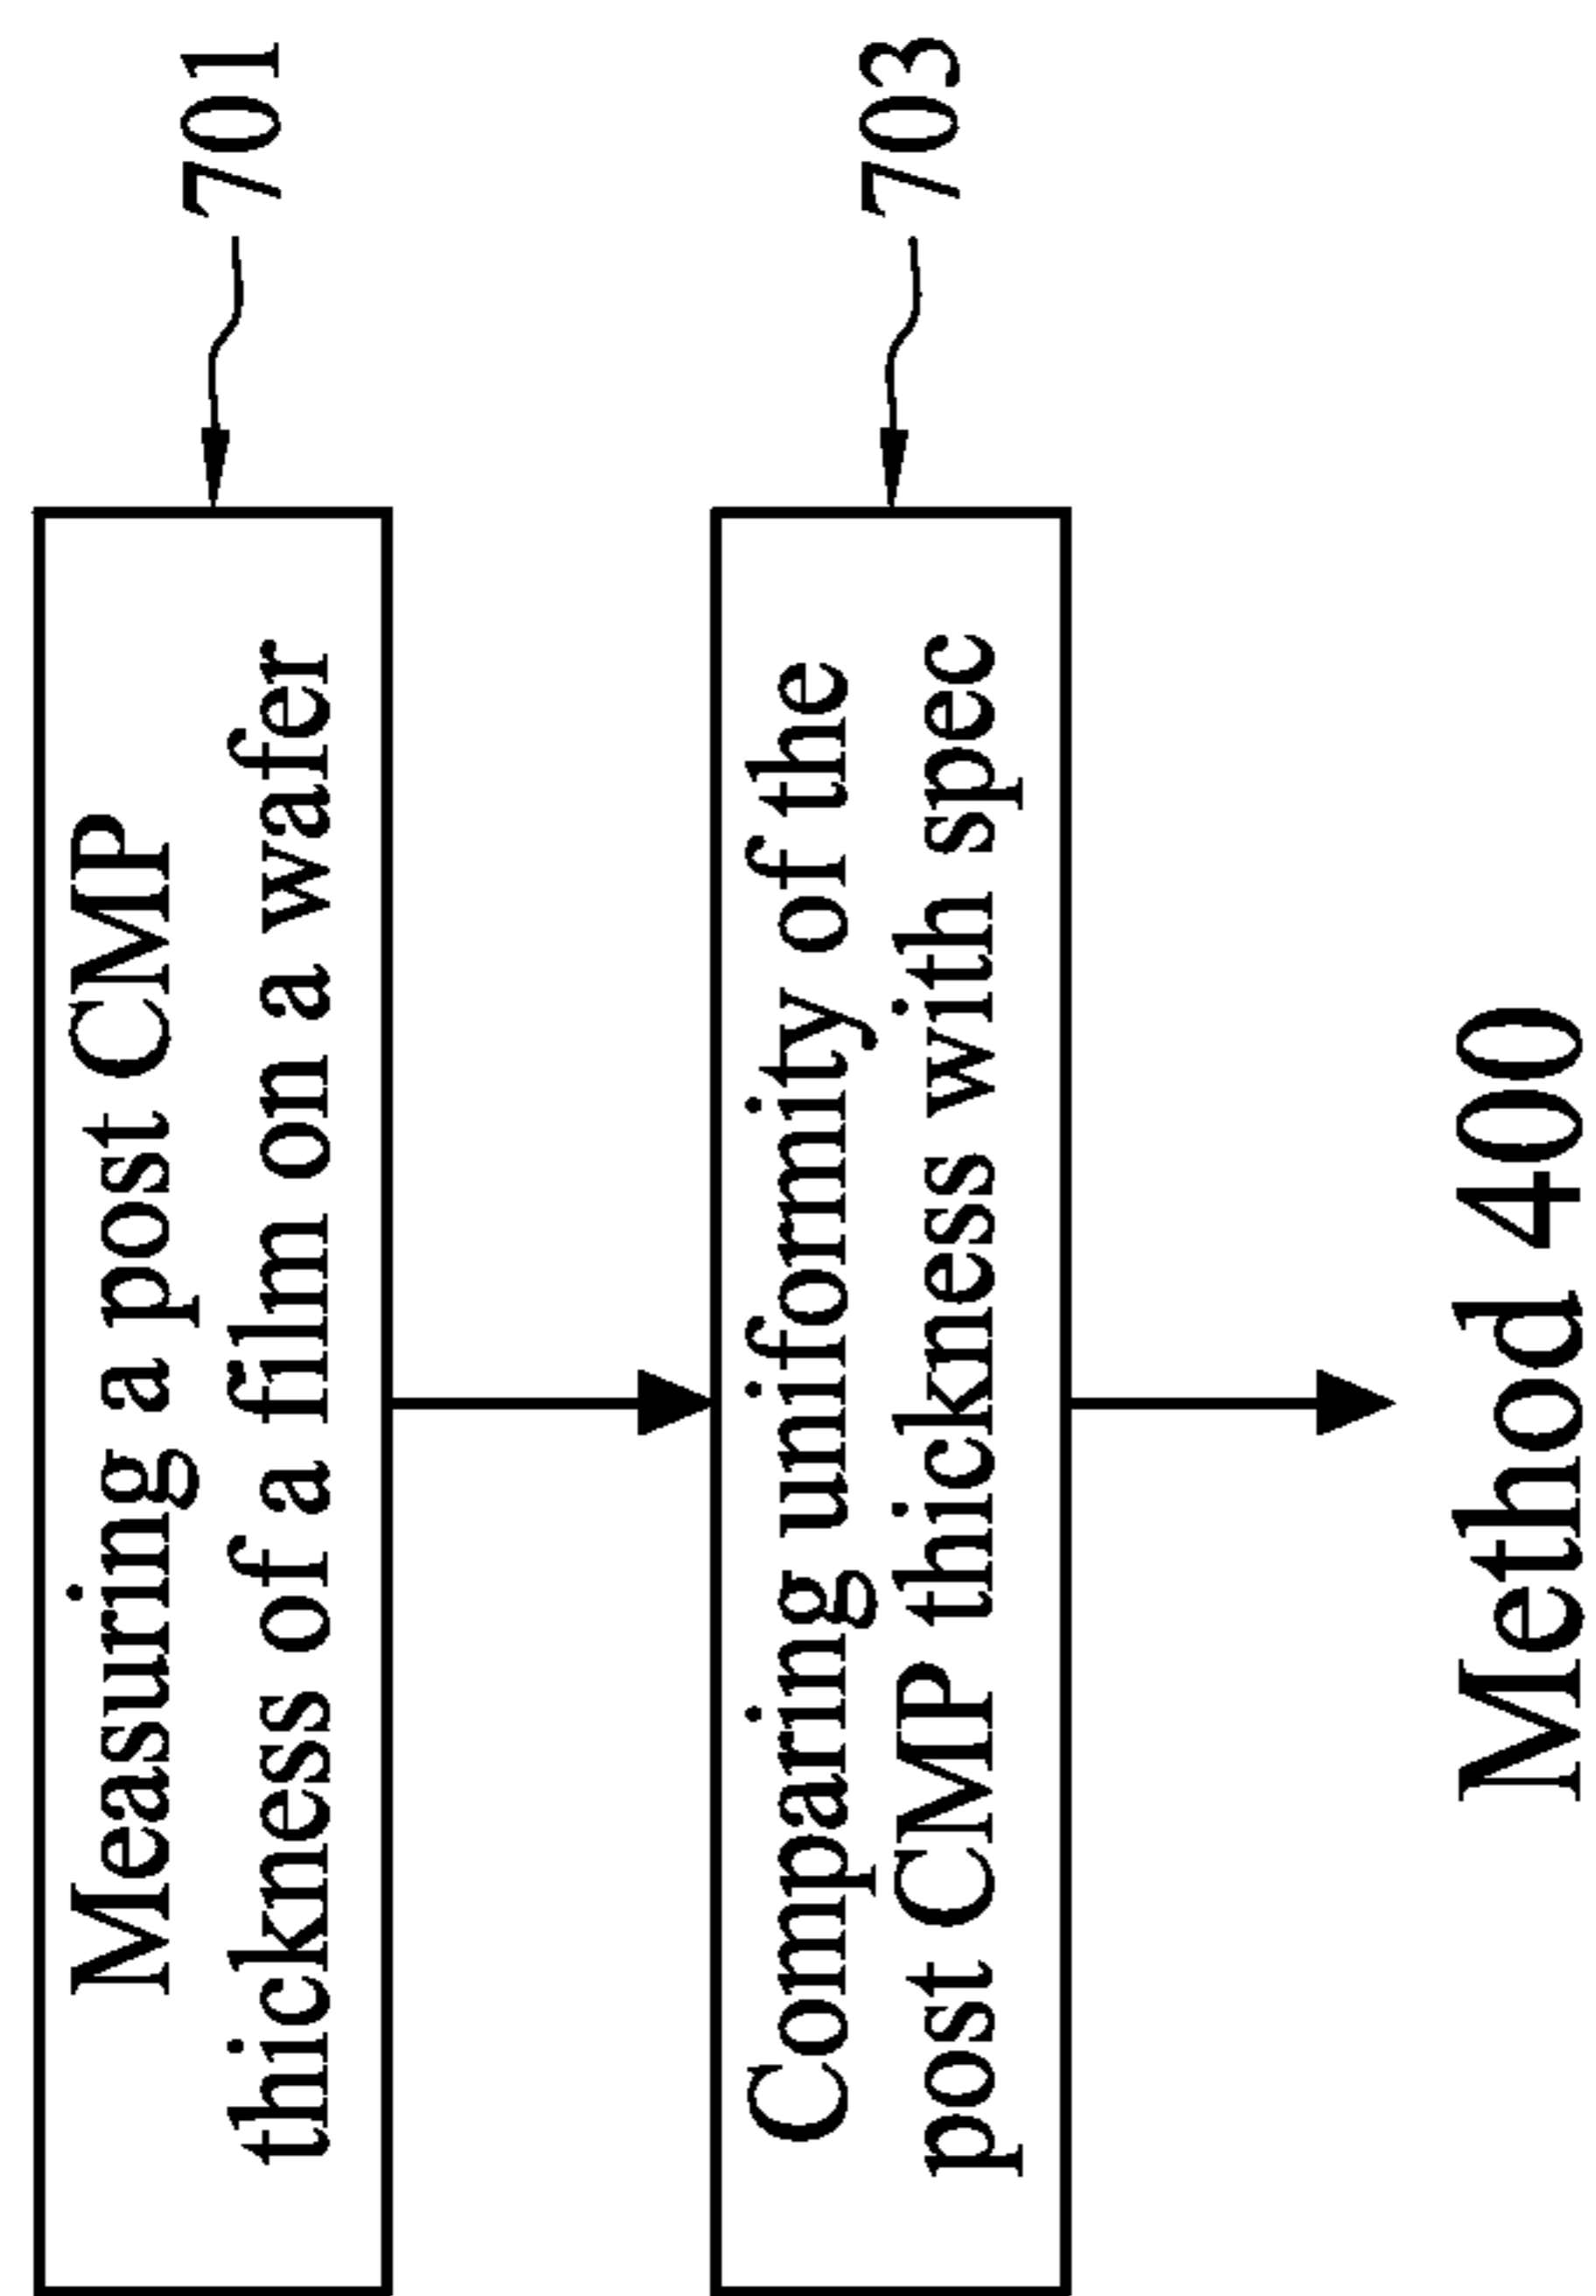 Measuring a post CMP
thickness of a film on a wafer
701
Comparing uniformity of the
post CMP thickness with spec
703
Method 400